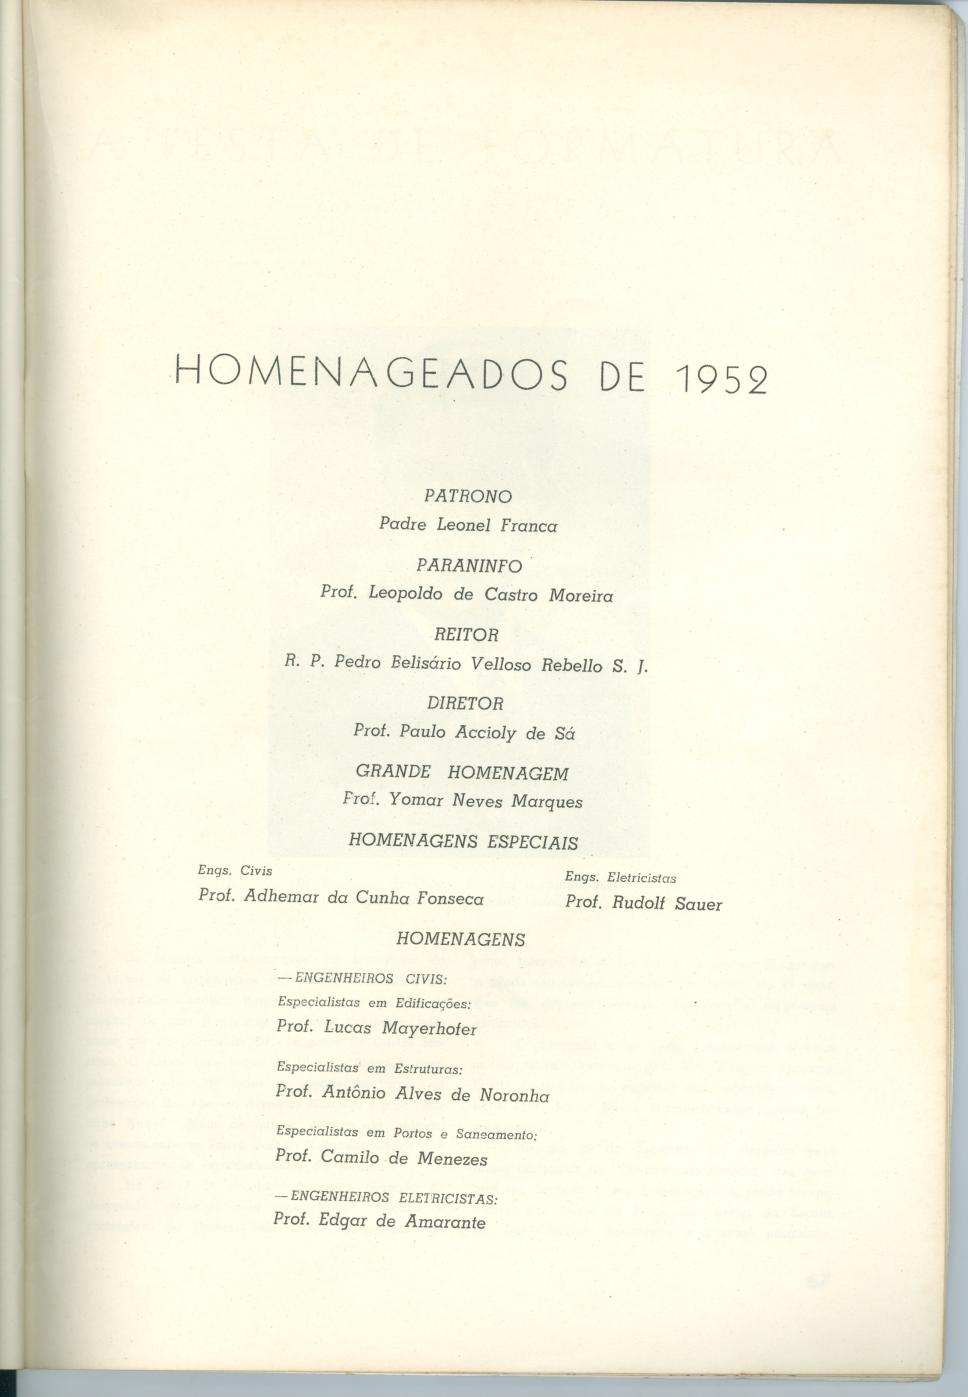 HOMENAGEADOS DE 1952
PATRONO
Padre Leonel Franca
PARANINFO
Prof. Leopoldo de Castro Moreira
REITOR
R. P. Pedro Belisário Velloso Rebello S. J.
DIRETOR
Prof. Paulo Accioly de Sá
GRANDE HOMENAGEM
Prof. Yomar Neves Marques
HOMENAGENS ESPECIAIS
Engs. Civis
Prof. Adhemar da Cunha Fonseca
Engs. Eletricistas
Prof. Rudolf Sauer
HOMENAGENS
— ENGENHEIROS CIVIS:
Especialistas em Edificações:
Prof. Lucas Mayerhofer
Especialistas em Estruturas:
Prof. Antônio Alves de Noronha
Especialistas em Portos e Saneamento:
Prof. Camilo de Menezes
— ENGENHEIROS ELETRICISTAS:
Prof. Edgar de Amarante